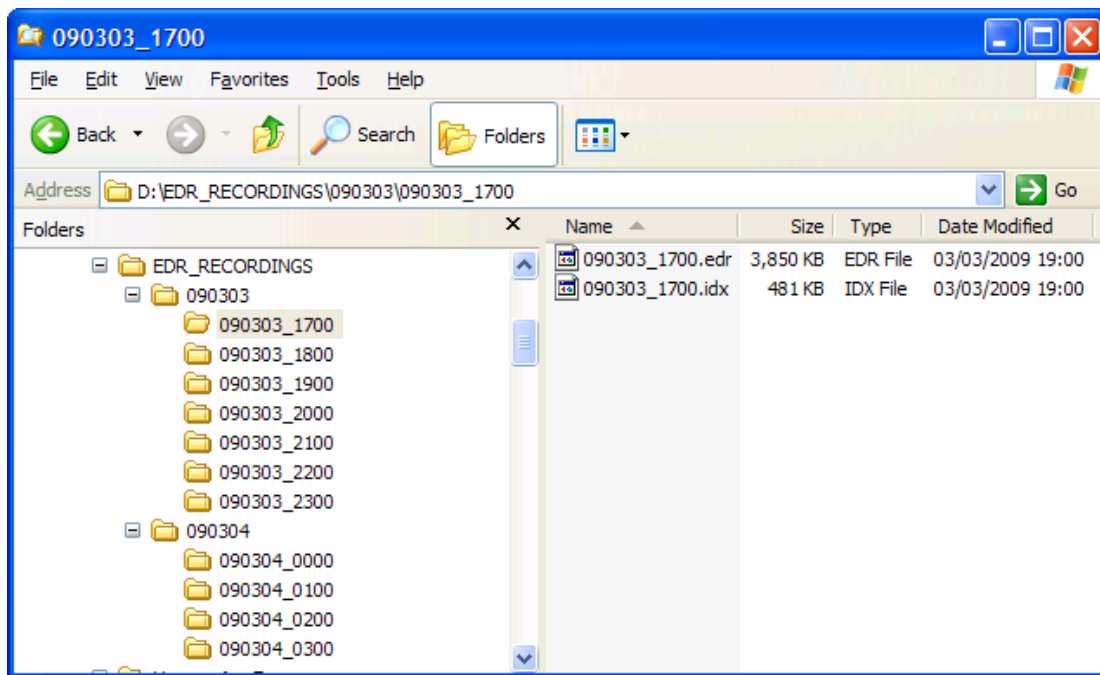 090303_1700
File Edit View Favorites Tools Help
Back Search Folders
Address D:\EDR_RECORDINGS\090303\090303_1700 Go
Folders X Name Size Type Date Modified
EDR_RECORDINGS 090303_1700.edr 3,850 KB EDR File 03/03/2009 19:00
090303 090303_1700.idx 481 KB IDX File 03/03/2009 19:00
090303_1700
090303_1800
090303_1900
090303_2000
090303_2100
090303_2200
090303_2300
090304
090304_0000
090304_0100
090304_0200
090304_0300